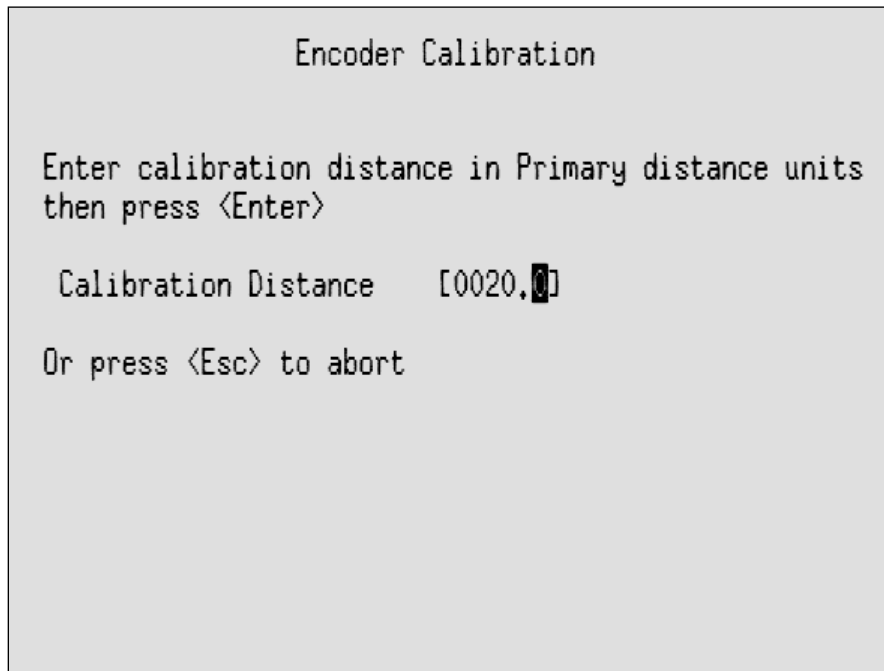 Encoder Calibration
Enter calibration distance in Primary distance units
then press <Enter>
Calibration Distance [0020.0]
Or press <Esc> to abort